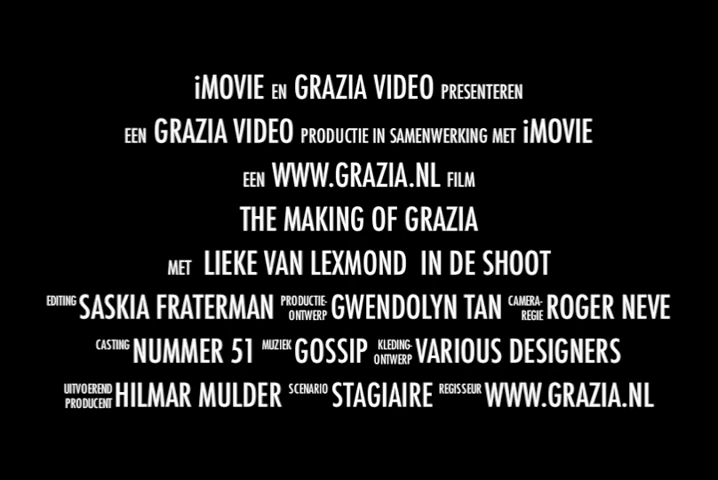 iMOVIE EN GRAZIA VIDEO PRESENTEREN
EEN GRAZIA VIDEO PRODUCTIE IN SAMENWERKING MET iMOVIE
EEN WWW.GRAZIA.NL FILM
THE MAKING OF GRAZIA
MET LIEKE VAN LEXMOND IN DE SHOOT
EDITING SASKIA FRATERMAN PRODUCTIE-ONTWERP GWENDOLYN TAN CAMERA-REGIE ROGER NEVE
CASTING NUMMER 51 MUZIEK GOSSIP KLEDING-ONTWERP VARIOUS DESIGNERS
UITVOEREND PRODUCENT HILMAR MULDER SCENARIO STAGIAIRE REGISSEUR WWW.GRAZIA.NL